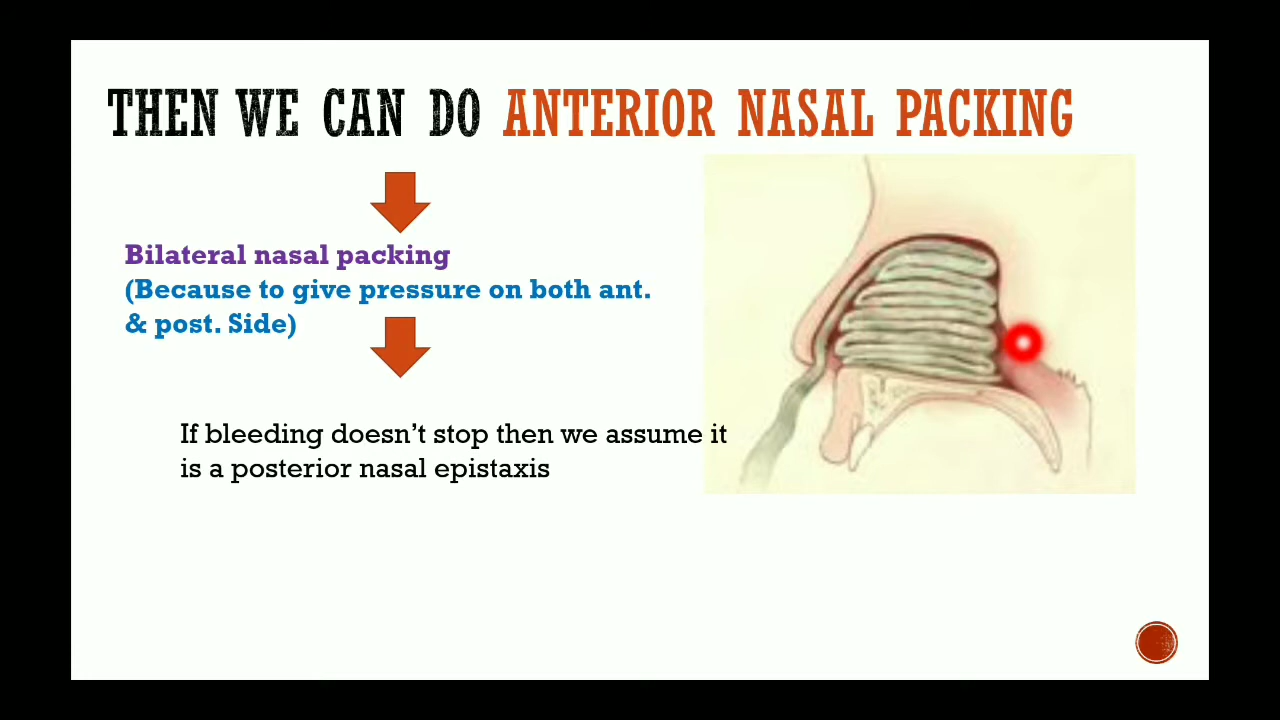 THEN WE CAN DO ANTERIOR NASAL PACKING
Bilateral nasal packing
(Because to give pressure on both ant.
& post. Side)
If bleeding doesn't stop then we assume it
is a posterior nasal epistaxis